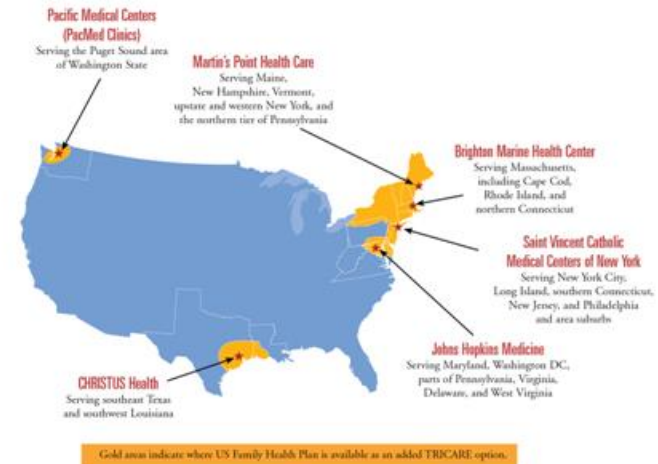 Pacific Medical Centers
(PacMed Clinics)
Serving the Puget Sound area
of Washington State
Martin's Point Health Care
Serving Maine,
New Hampshire, Vermont,
upstate and western New York, and
the northern tier of Pennsylvania
Brighton Marine Health Center
Serving Massachusetts,
including Cape Cod,
Rhode Island, and
northern Connecticut
Saint Vincent Catholic
Medical Centers of New York
Serving New York City,
Long Island, southern Connecticut,
New Jersey, and Philadelphia
and area suburbs
Johns Hopkins Medicine
Serving Maryland, Washington DC,
parts of Pennsylvania, Virginia,
Delaware, and West Virginia
CHRISTUS Health
Serving southeast Texas
and southwest Louisiana
Gold areas indicate where US Family Health Plan is available as an added TRICARE option.